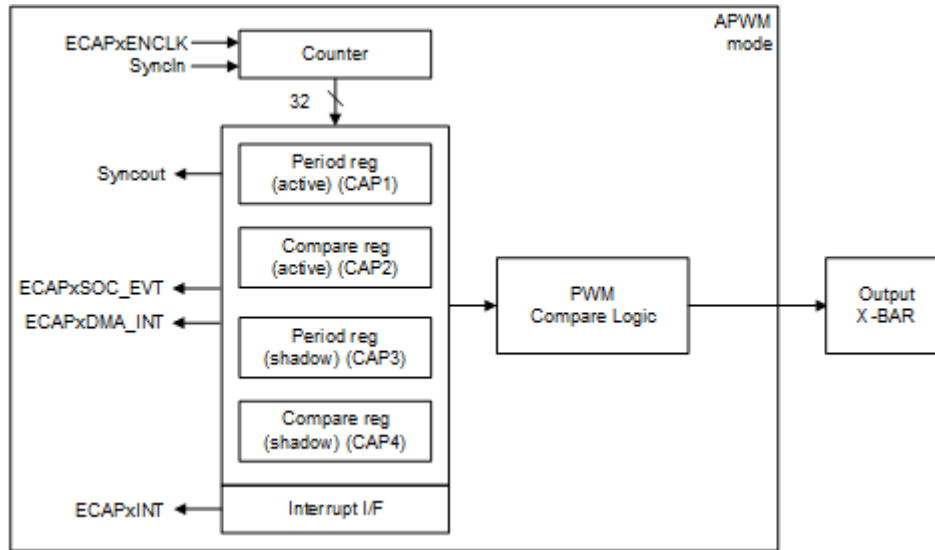 APWM
mode
ECAPxENCLK
SyncIn
Counter
32
Period reg
(active) (CAP1)
Syncout
Compare reg
(active) (CAP2)
ECAPxSOC_EVT
ECAPxDMA_INT
PWM
Compare Logic
Output
X-BAR
Period reg
(shadow) (CAP3)
Compare reg
(shadow) (CAP4)
ECAPxINT
Interrupt I/F